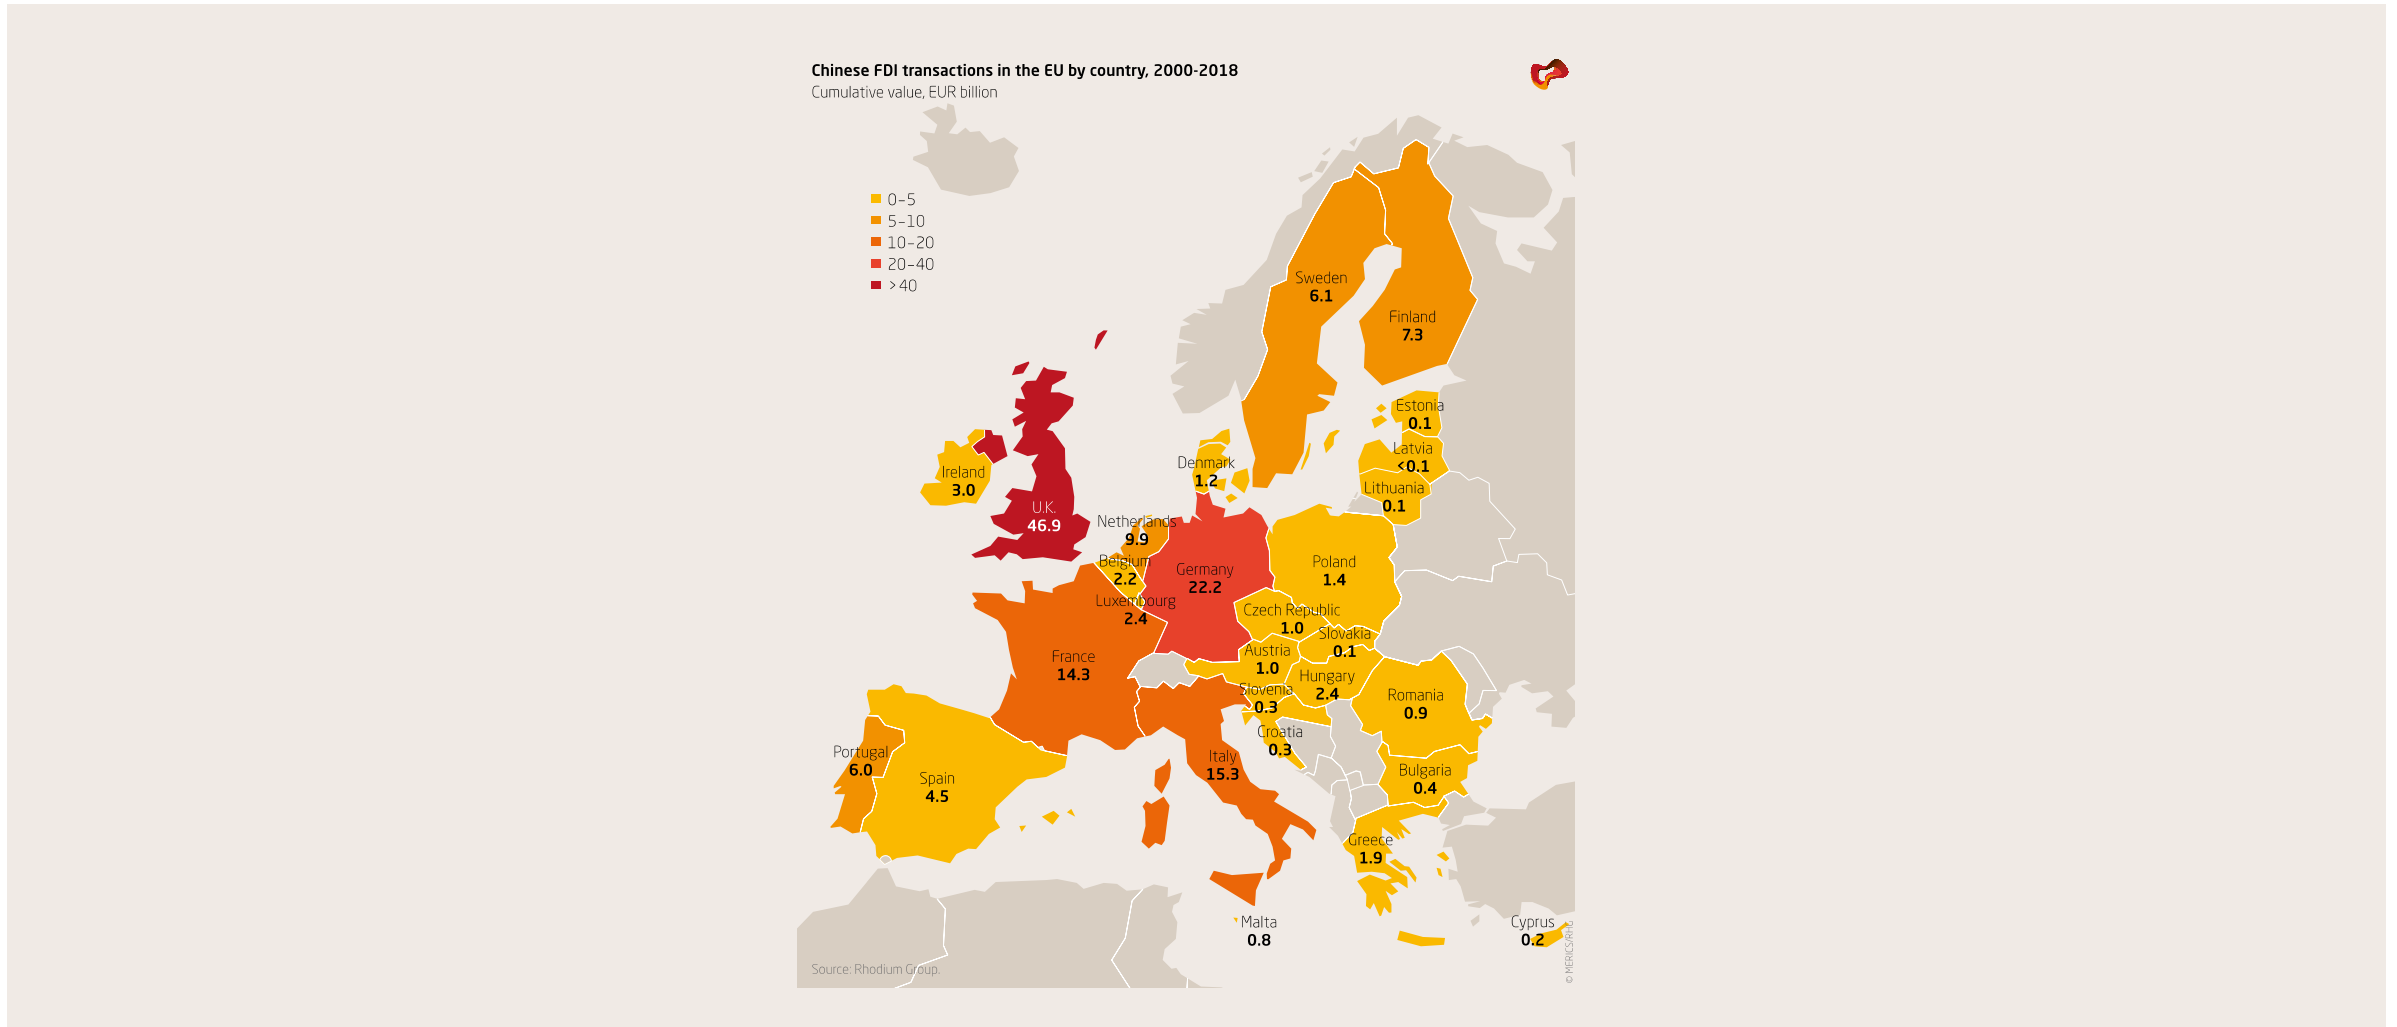 Chinese FDI transactions in the EU by country, 2000-2018
Cumulative value, EUR billion
0–5
5–10
10–20
20–40
>40
Sweden
6.1
Finland
7.3
Estonia
0.1
Latvia
<0.1
Lithuania
0.1
Denmark
1.2
Ireland
3.0
U.K.
46.9
Netherlands
9.9
Belgium
2.2
Luxembourg
2.4
Germany
22.2
Poland
1.4
Czech Republic
1.0
Slovakia
0.1
Austria
1.0
Hungary
2.4
Slovenia
0.3
Croatia
0.3
Romania
0.9
Bulgaria
0.4
France
14.3
Portugal
6.0
Spain
4.5
Italy
15.3
Greece
1.9
Malta
0.8
Cyprus
0.2
Source: Rhodium Group.
© MERICS/RHG